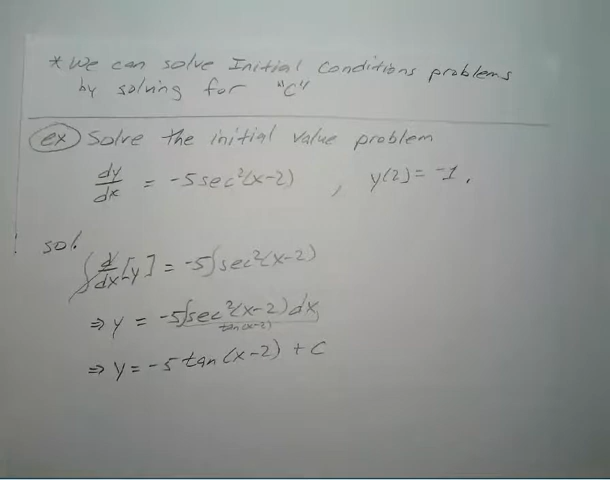 * We can solve Initial Conditions problems
by solving for "C"
ex Solve the initial value problem
dy/dx = -5sec²(x-2) , y(2) = -1.
sol.
∫d/dx[y] = -5∫sec²(x-2)
⇒ y = -5∫sec²(x-2)dx
tan(x-2)
⇒ y = -5 tan(x-2) + C